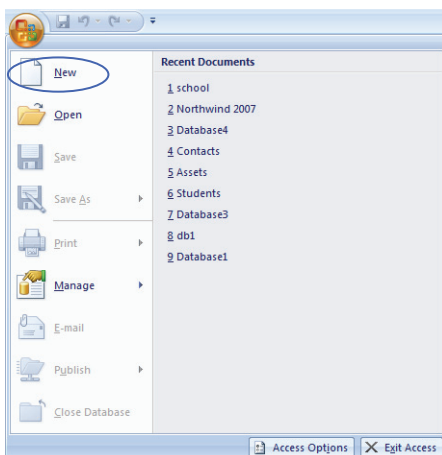 New
Open
Save
Save As
Print
Manage
E-mail
Publish
Close Database
Recent Documents
1 school
2 Northwind 2007
3 Database4
4 Contacts
5 Assets
6 Students
7 Database3
8 db1
9 Database1
Access Options
Exit Access